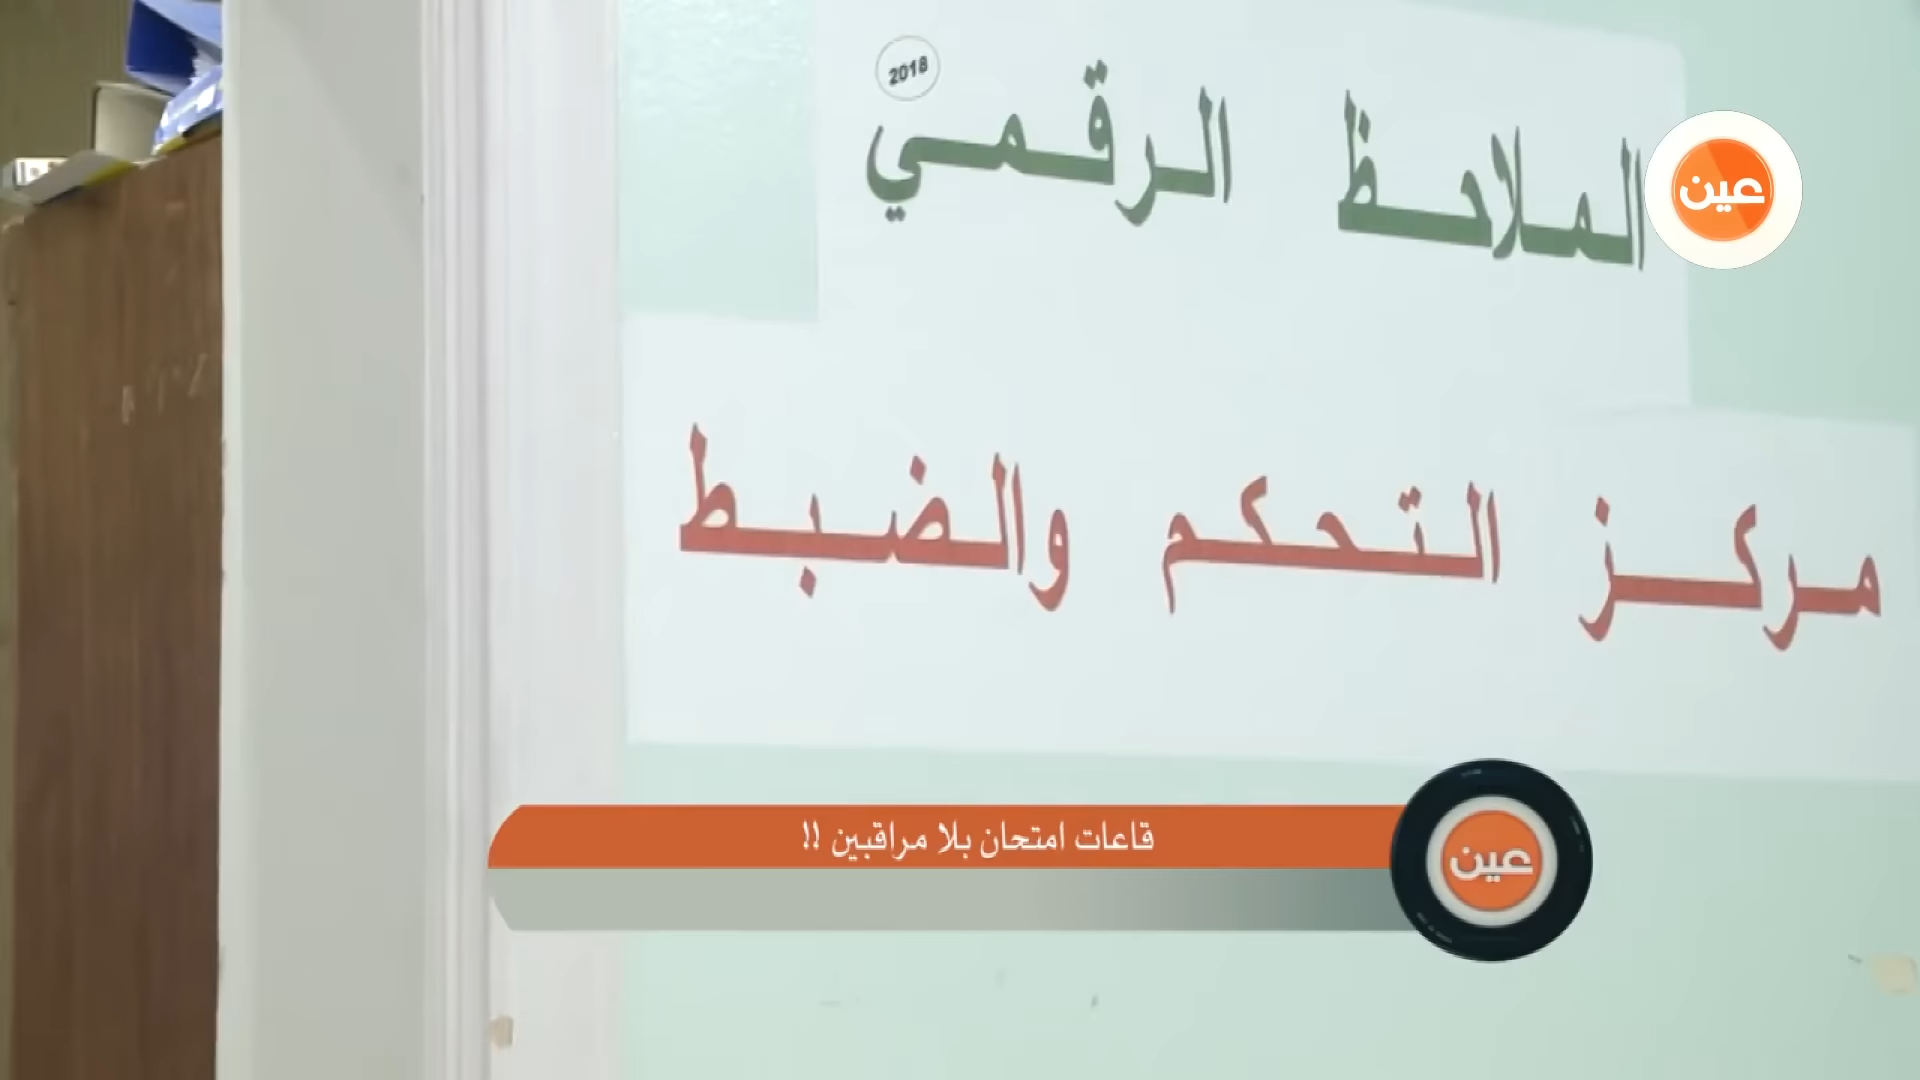 2018
الملاحظ الرقمي
عين
مركز التحكم والضبط
قاعات امتحان بلا مراقبين !!
عين